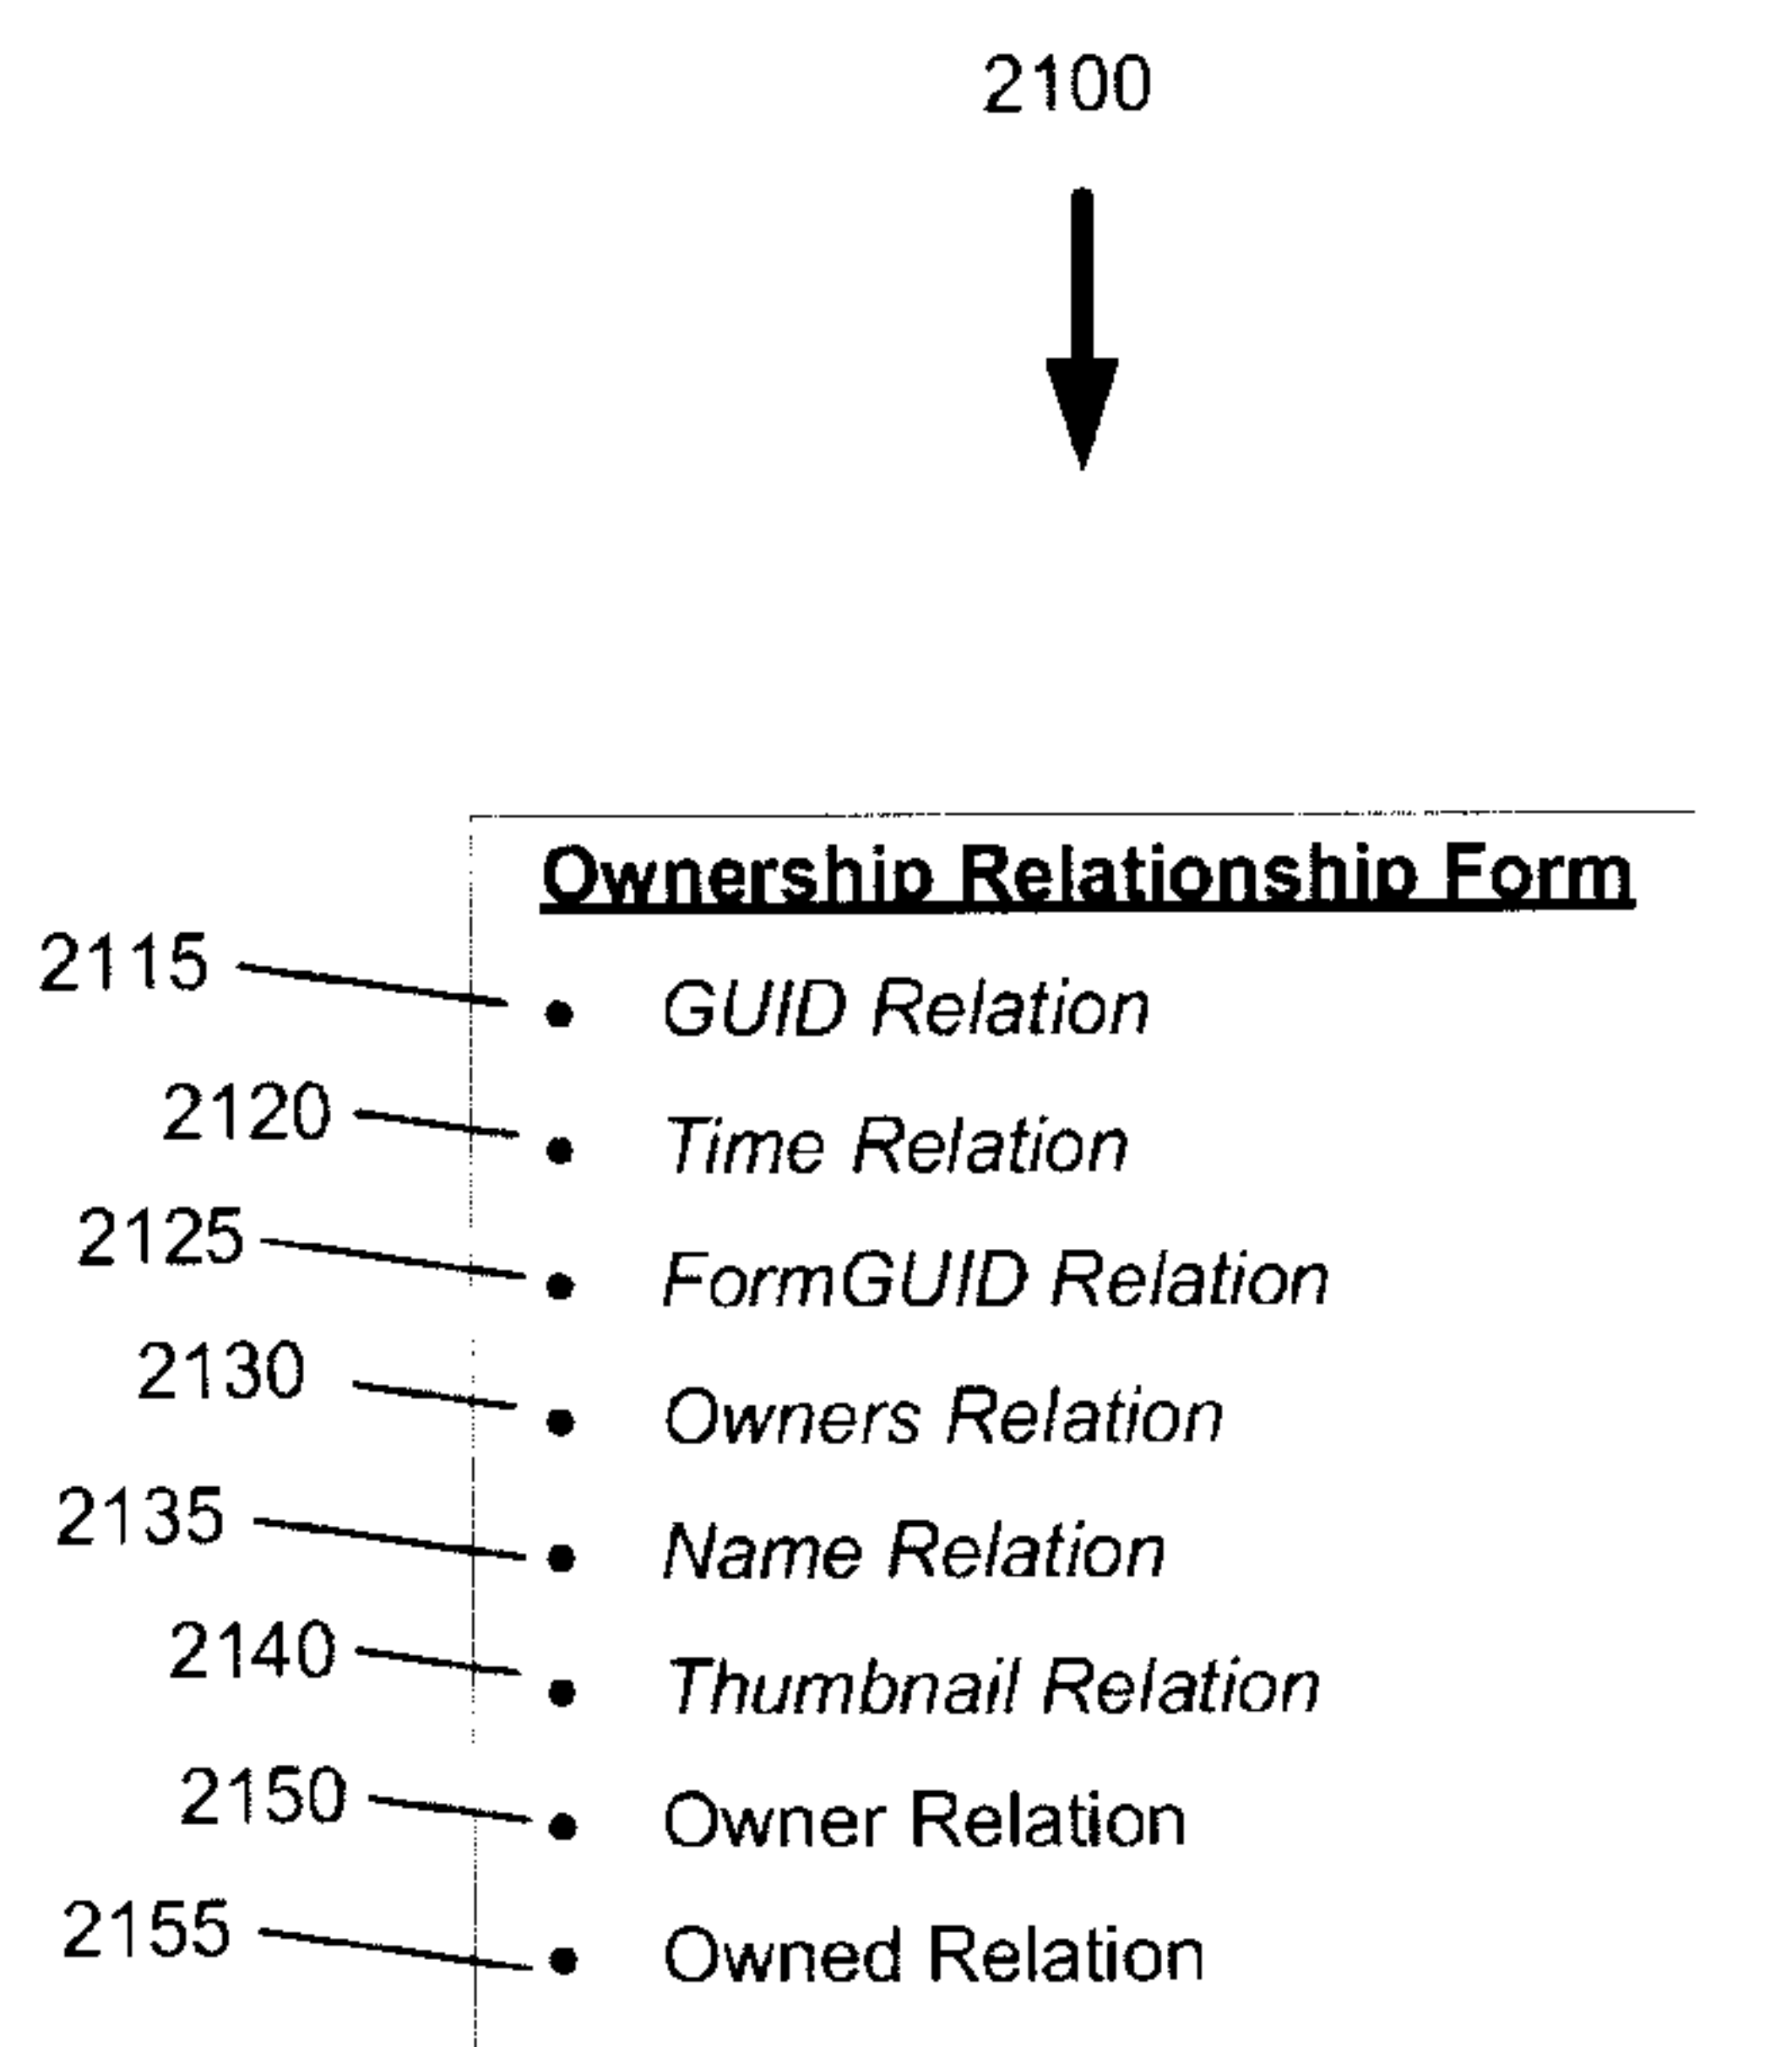 2100
Ownership Relationship Form
2115 • GUID Relation
2120 • Time Relation
2125 • FormGUID Relation
2130 • Owners Relation
2135 • Name Relation
2140 • Thumbnail Relation
2150 • Owner Relation
2155 • Owned Relation